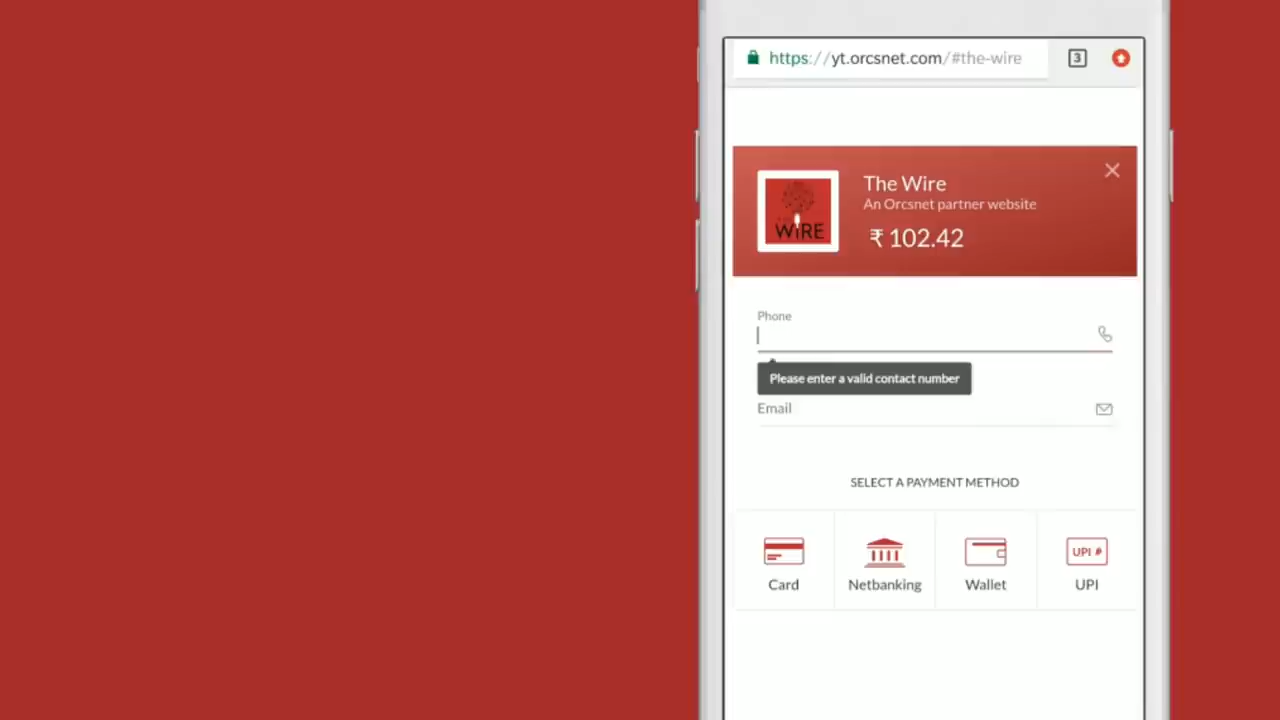 https://yt.orcsnet.com/#the-wire
3
The Wire
An Orcsnet partner website
₹ 102.42
WIRE
Phone
Please enter a valid contact number
Email
SELECT A PAYMENT METHOD
Card
Netbanking
Wallet
UPI
UPI